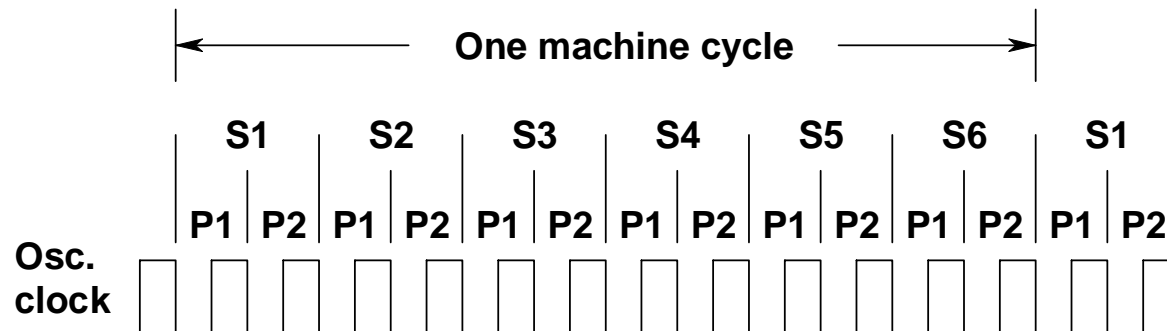 One machine cycle
S1 S2 S3 S4 S5 S6 S1
P1 P2 P1 P2 P1 P2 P1 P2 P1 P2 P1 P2 P1 P2
Osc.
clock